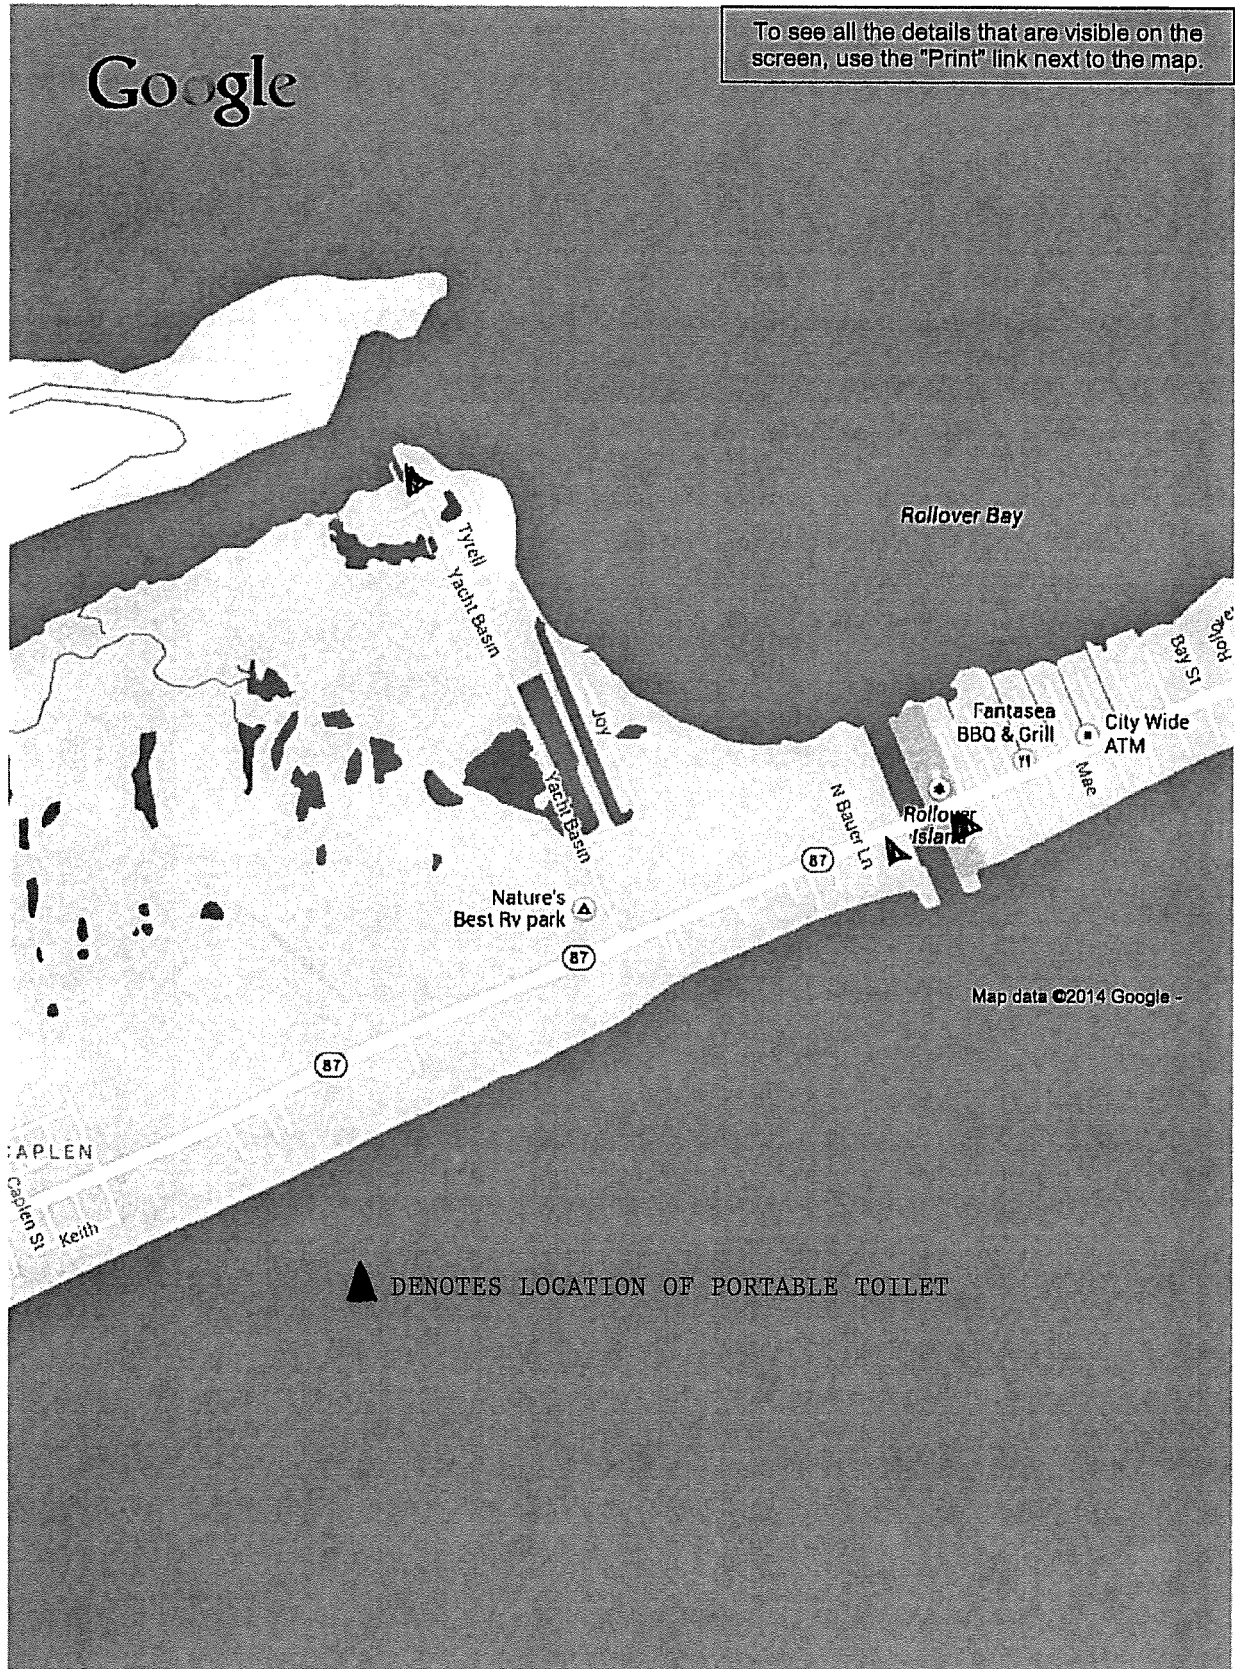 To see all the details that are visible on the
screen, use the "Print" link next to the map.
Google
Rollover Bay
Tyrell
Yacht Basin
Bay St
Joy
Fantasea
BBQ & Grill
City Wide
ATM
Mae
Yacht Basin
N Bauer Ln
Rollover
Island
87
Nature's
Best Rv park
87
Map data ©2014 Google -
87
CAPLEN
Caplen St
Keith
DENOTES LOCATION OF PORTABLE TOILET